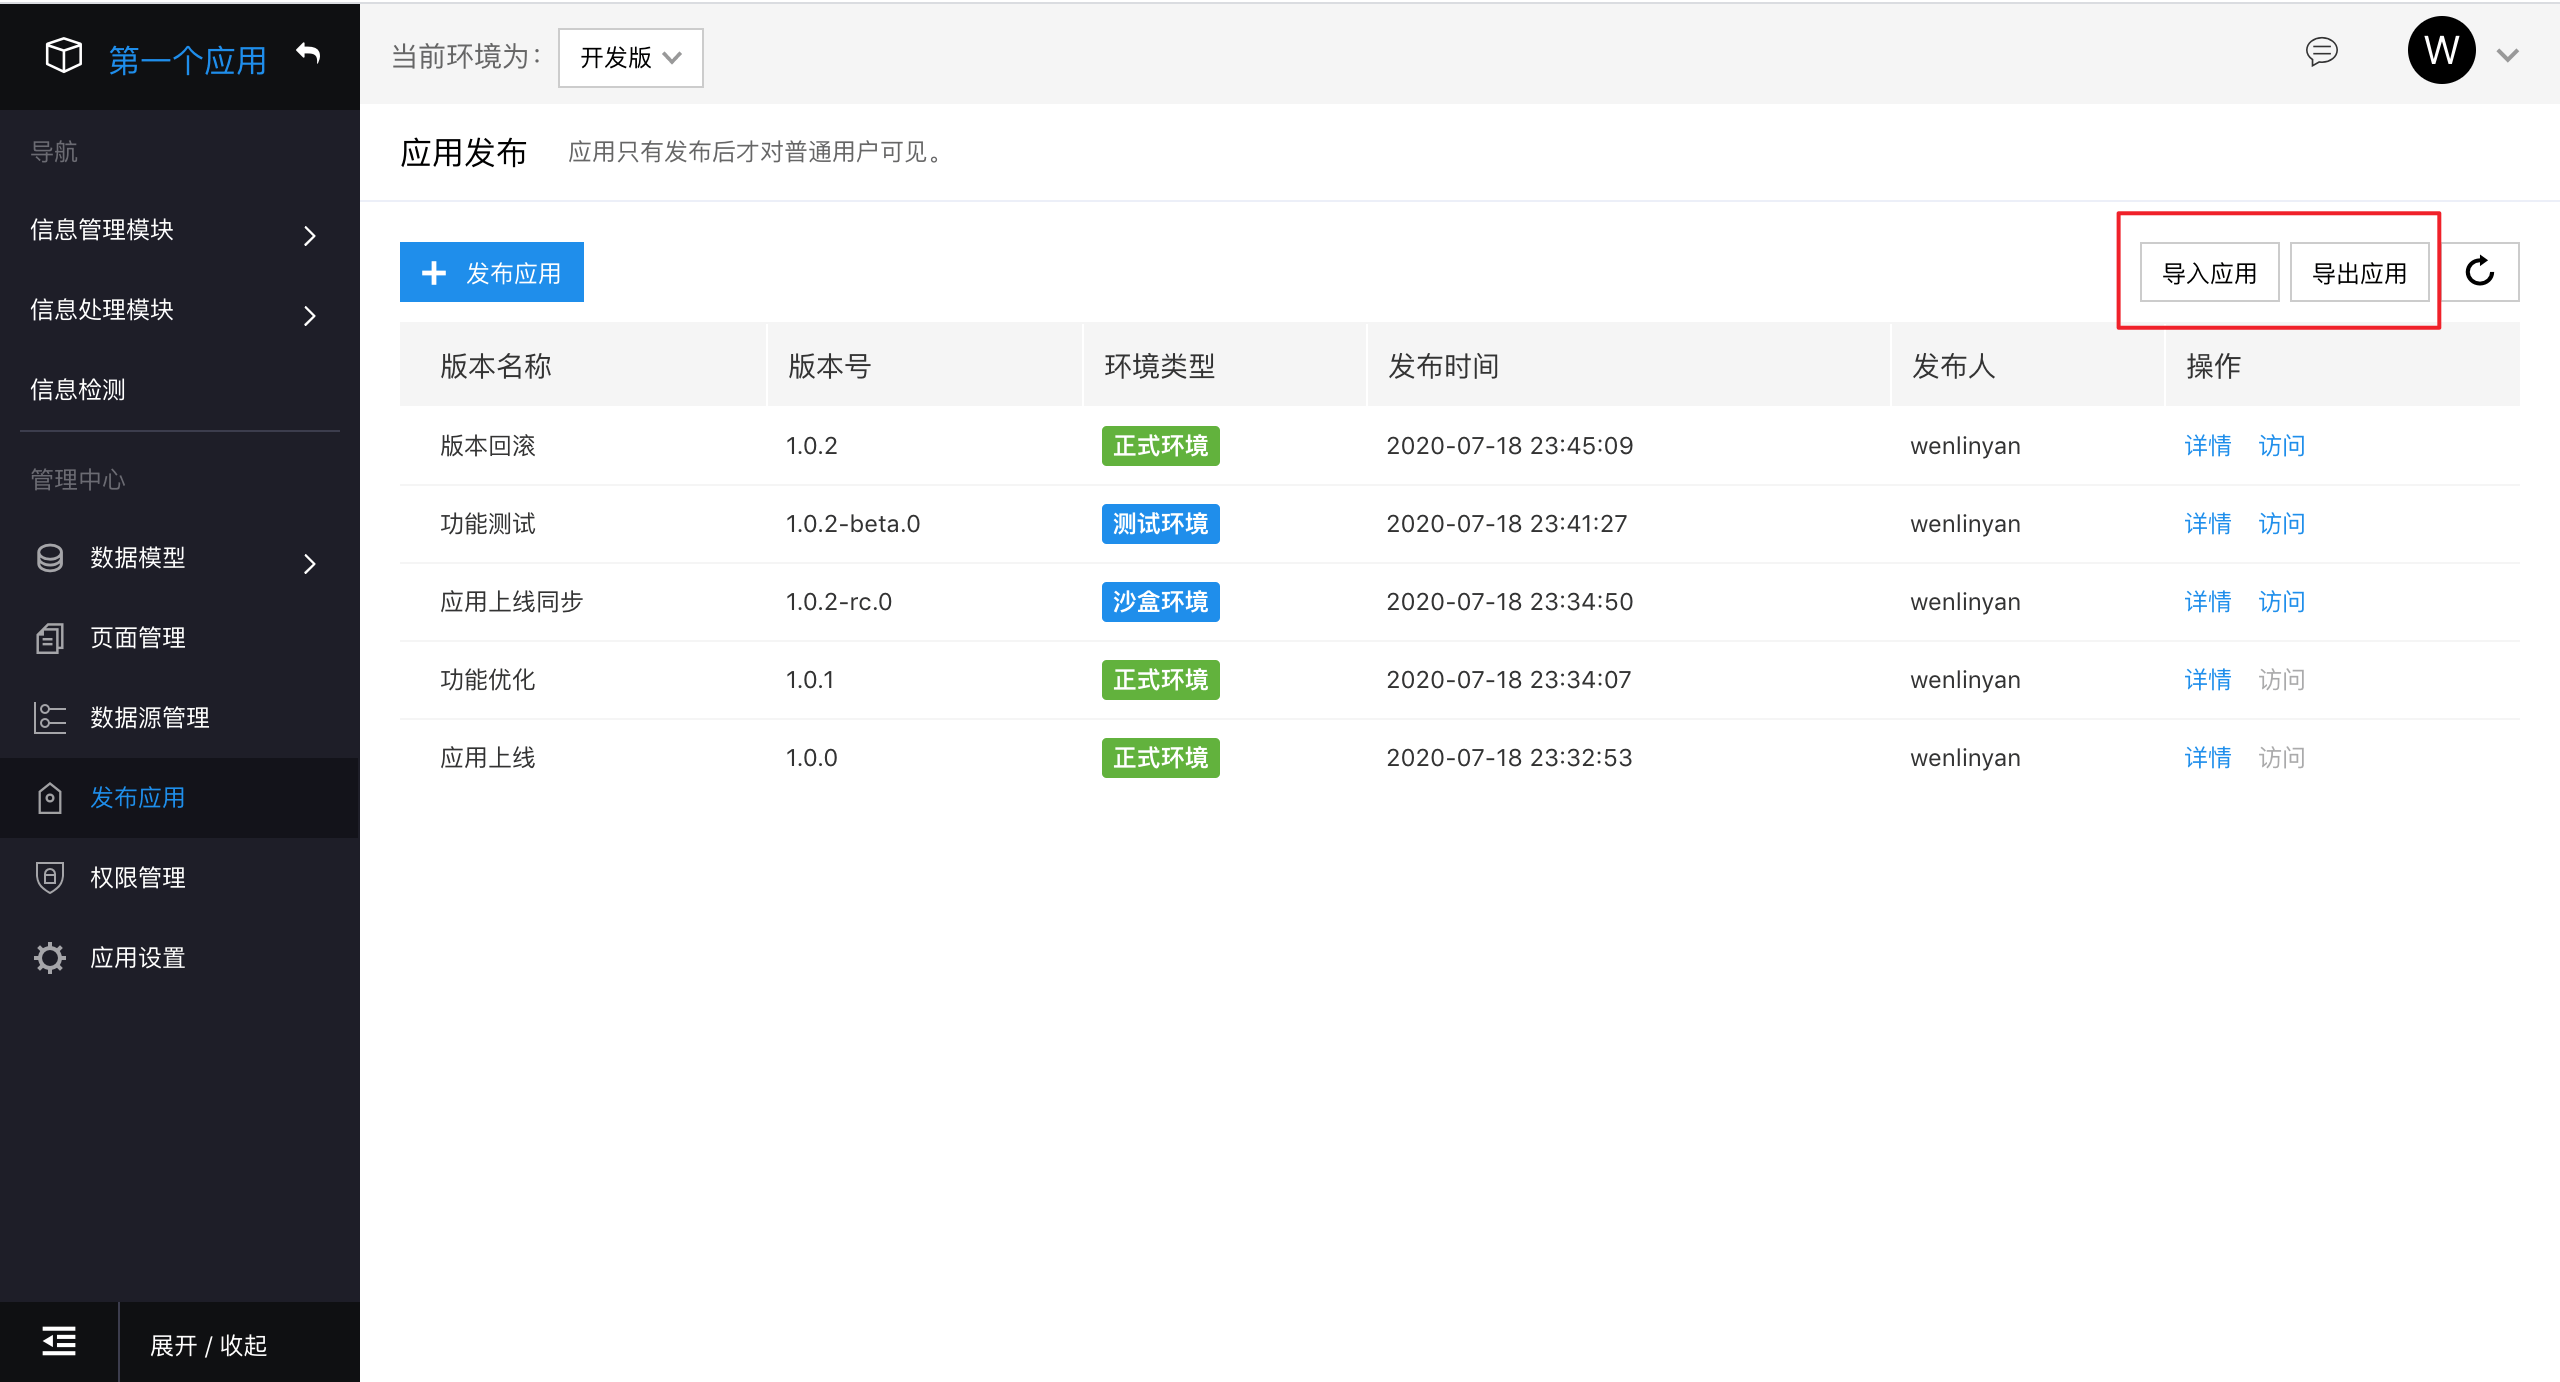 第一个应用
当前环境为：
开发版
W
导航
信息管理模块
信息处理模块
信息检测
管理中心
数据模型
页面管理
数据源管理
发布应用
权限管理
应用设置
展开 / 收起
应用发布 应用只有发布后才对普通用户可见。
发布应用
导入应用 导出应用
版本名称 版本号 环境类型 发布时间 发布人 操作
版本回滚 1.0.2 正式环境 2020-07-18 23:45:09 wenlinyan 详情 访问
功能测试 1.0.2-beta.0 测试环境 2020-07-18 23:41:27 wenlinyan 详情 访问
应用上线同步 1.0.2-rc.0 沙盒环境 2020-07-18 23:34:50 wenlinyan 详情 访问
功能优化 1.0.1 正式环境 2020-07-18 23:34:07 wenlinyan 详情 访问
应用上线 1.0.0 正式环境 2020-07-18 23:32:53 wenlinyan 详情 访问